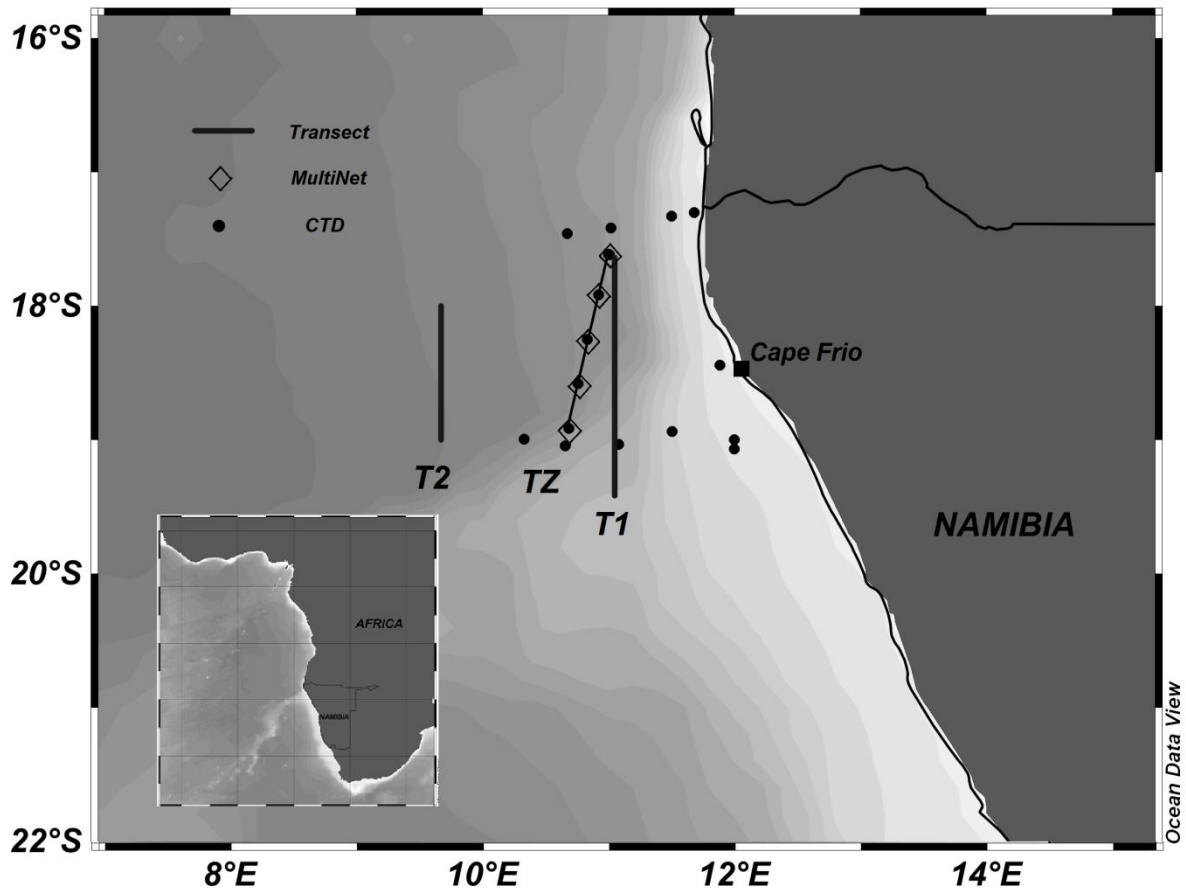 16°S
Transect
MultiNet
CTD
18°S
Cape Frio
T2
TZ
T1
NAMIBIA
20°S
AFRICA
NAMIBIA
22°S
8°E
10°E
12°E
14°E
Ocean Data View